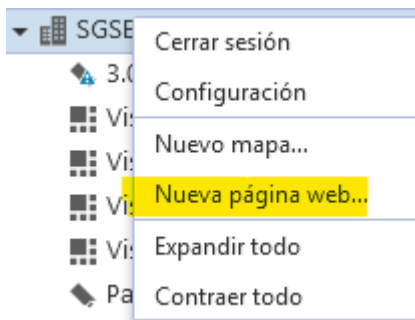 SGSE
Cerrar sesión
3.0
Configuración
Vis
Nuevo mapa...
Vis
Nueva página web...
Vis
Expandir todo
Vis
Contraer todo
Pa